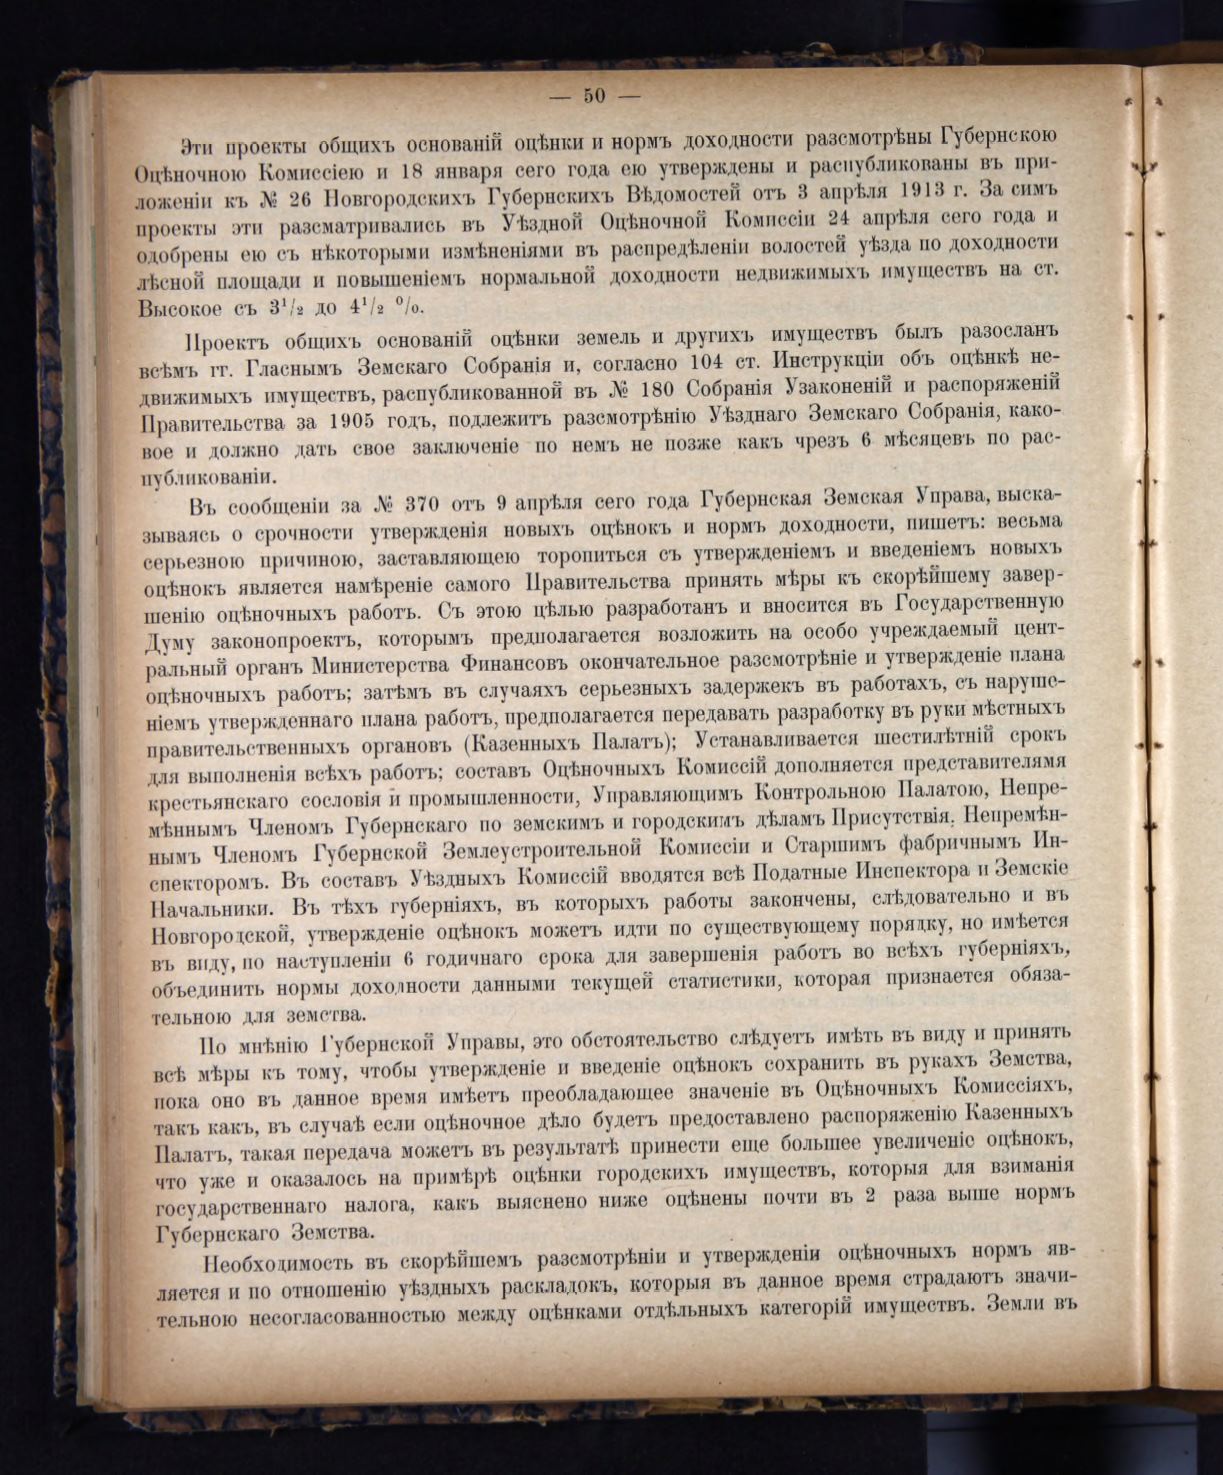 — 50 —
Эти проекты общихъ основаній оцѣнки и нормъ доходности разсмотрѣны Губернскою
Оцѣночною Комиссіею и 18 января сего года ею утверждены и распубликованы въ при-
ложеніи къ № 26 Новгородскихъ Губернскихъ Вѣдомостей отъ 3 апрѣля 1913 г. За симъ
проекты эти разсматривались въ Уѣздной Оцѣночной Комиссіи 24 апрѣля сего года и
одобрены ею съ нѣкоторыми измѣненіями въ распредѣленіи волостей уѣзда по доходности
лѣсной площади и повышеніемъ нормальной доходности недвижимыхъ имуществъ на ст.
Высокое съ 3¹/₂ до 4¹/₂ ⁰/₀.
Проектъ общихъ основаній оцѣнки земель и другихъ имуществъ былъ разосланъ
всѣмъ гг. Гласнымъ Земскаго Собранія и, согласно 104 ст. Инструкціи объ оцѣнкѣ не-
движимыхъ имуществъ, распубликованной въ № 180 Собранія Узаконеній и распоряженій
Правительства за 1905 годъ, подлежитъ разсмотрѣнію Уѣзднаго Земскаго Собранія, како-
вое и должно дать свое заключеніе по немъ не позже какъ чрезъ 6 мѣсяцевъ по рас-
публикованіи.
Въ сообщеніи за № 370 отъ 9 апрѣля сего года Губернская Земская Управа, выска-
зываясь о срочности утвержденія новыхъ оцѣнокъ и нормъ доходности, пишетъ: весьма
серьезною причиною, заставляющею торопиться съ утвержденіемъ и введеніемъ новыхъ
оцѣнокъ является намѣреніе самого Правительства принять мѣры къ скорѣйшему завер-
шенію оцѣночныхъ работъ. Съ этою цѣлью разработанъ и вносится въ Государственную
Думу законопроектъ, которымъ предполагается возложить на особо учреждаемый цент-
ральный органъ Министерства Финансовъ окончательное разсмотрѣніе и утвержденіе плана
оцѣночныхъ работъ; затѣмъ въ случаяхъ серьезныхъ задержекъ въ работахъ, съ наруше-
ніемъ утвержденнаго плана работъ, предполагается передавать разработку въ руки мѣстныхъ
правительственныхъ органовъ (Казенныхъ Палатъ); Устанавливается шестилѣтній срокъ
для выполненія всѣхъ работъ; составъ Оцѣночныхъ Комиссій дополняется представителямя
крестьянскаго сословія и промышленности, Управляющимъ Контрольною Палатою, Непре-
мѣннымъ Членомъ Губернскаго по земскимъ и городскимъ дѣламъ Присутствія, Непремѣн-
нымъ Членомъ Губернской Землеустроительной Комиссіи и Старшимъ фабричнымъ Ин-
спекторомъ. Въ составъ Уѣздныхъ Комиссій вводятся всѣ Податные Инспектора и Земскіе
Начальники. Въ тѣхъ губерніяхъ, въ которыхъ работы закончены, слѣдовательно и въ
Новгородской, утвержденіе оцѣнокъ можетъ идти по существующему порядку, но имѣется
въ виду, по наступленіи 6 годичнаго срока для завершенія работъ во всѣхъ губерніяхъ,
объединить нормы доходности данными текущей статистики, которая признается обяза-
тельною для земства.
По мнѣнію Губернской Управы, это обстоятельство слѣдуетъ имѣть въ виду и принять
всѣ мѣры къ тому, чтобы утвержденіе и введеніе оцѣнокъ сохранить въ рукахъ Земства,
пока оно въ данное время имѣетъ преобладающее значеніе въ Оцѣночныхъ Комиссіяхъ,
такъ какъ, въ случаѣ если оцѣночное дѣло будетъ предоставлено распоряженію Казенныхъ
Палатъ, такая передача можетъ въ результатѣ принести еще большее увеличеніе оцѣнокъ,
что уже и оказалось на примѣрѣ оцѣнки городскихъ имуществъ, которыя для взиманія
государственнаго налога, какъ выяснено ниже оцѣнены почти въ 2 раза выше нормъ
Губернскаго Земства.
Необходимость въ скорѣйшемъ разсмотрѣніи и утвержденіи оцѣночныхъ нормъ яв-
ляется и по отношенію уѣздныхъ раскладокъ, которыя въ данное время страдаютъ значи-
тельною несогласованностью между оцѣнками отдѣльныхъ категорій имуществъ. Земли въ